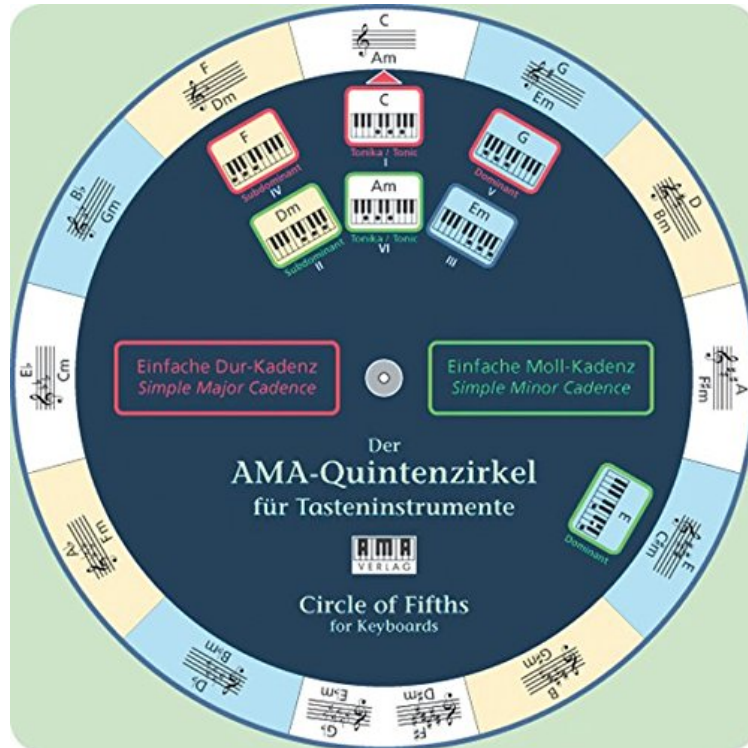 C
Am
G
Em
D
Bm
A
F♯m
E
C♯m
B
G♯m
F♯
D♯m
G♭
E♭m
D♭
B♭m
A♭
Fm
E♭
Cm
B♭
Gm
F
Dm
C
Tonika / Tonic
I
F
Subdominant
IV
G
Dominant
V
Am
Tonika / Tonic
VI
Dm
Subdominant
II
Em
III
Einfache Dur-Kadenz
Simple Major Cadence
Einfache Moll-Kadenz
Simple Minor Cadence
E
Dominant
Der
AMA-Quintenzirkel
für Tasteninstrumente
AMA
VERLAG
Circle of Fifths
for Keyboards